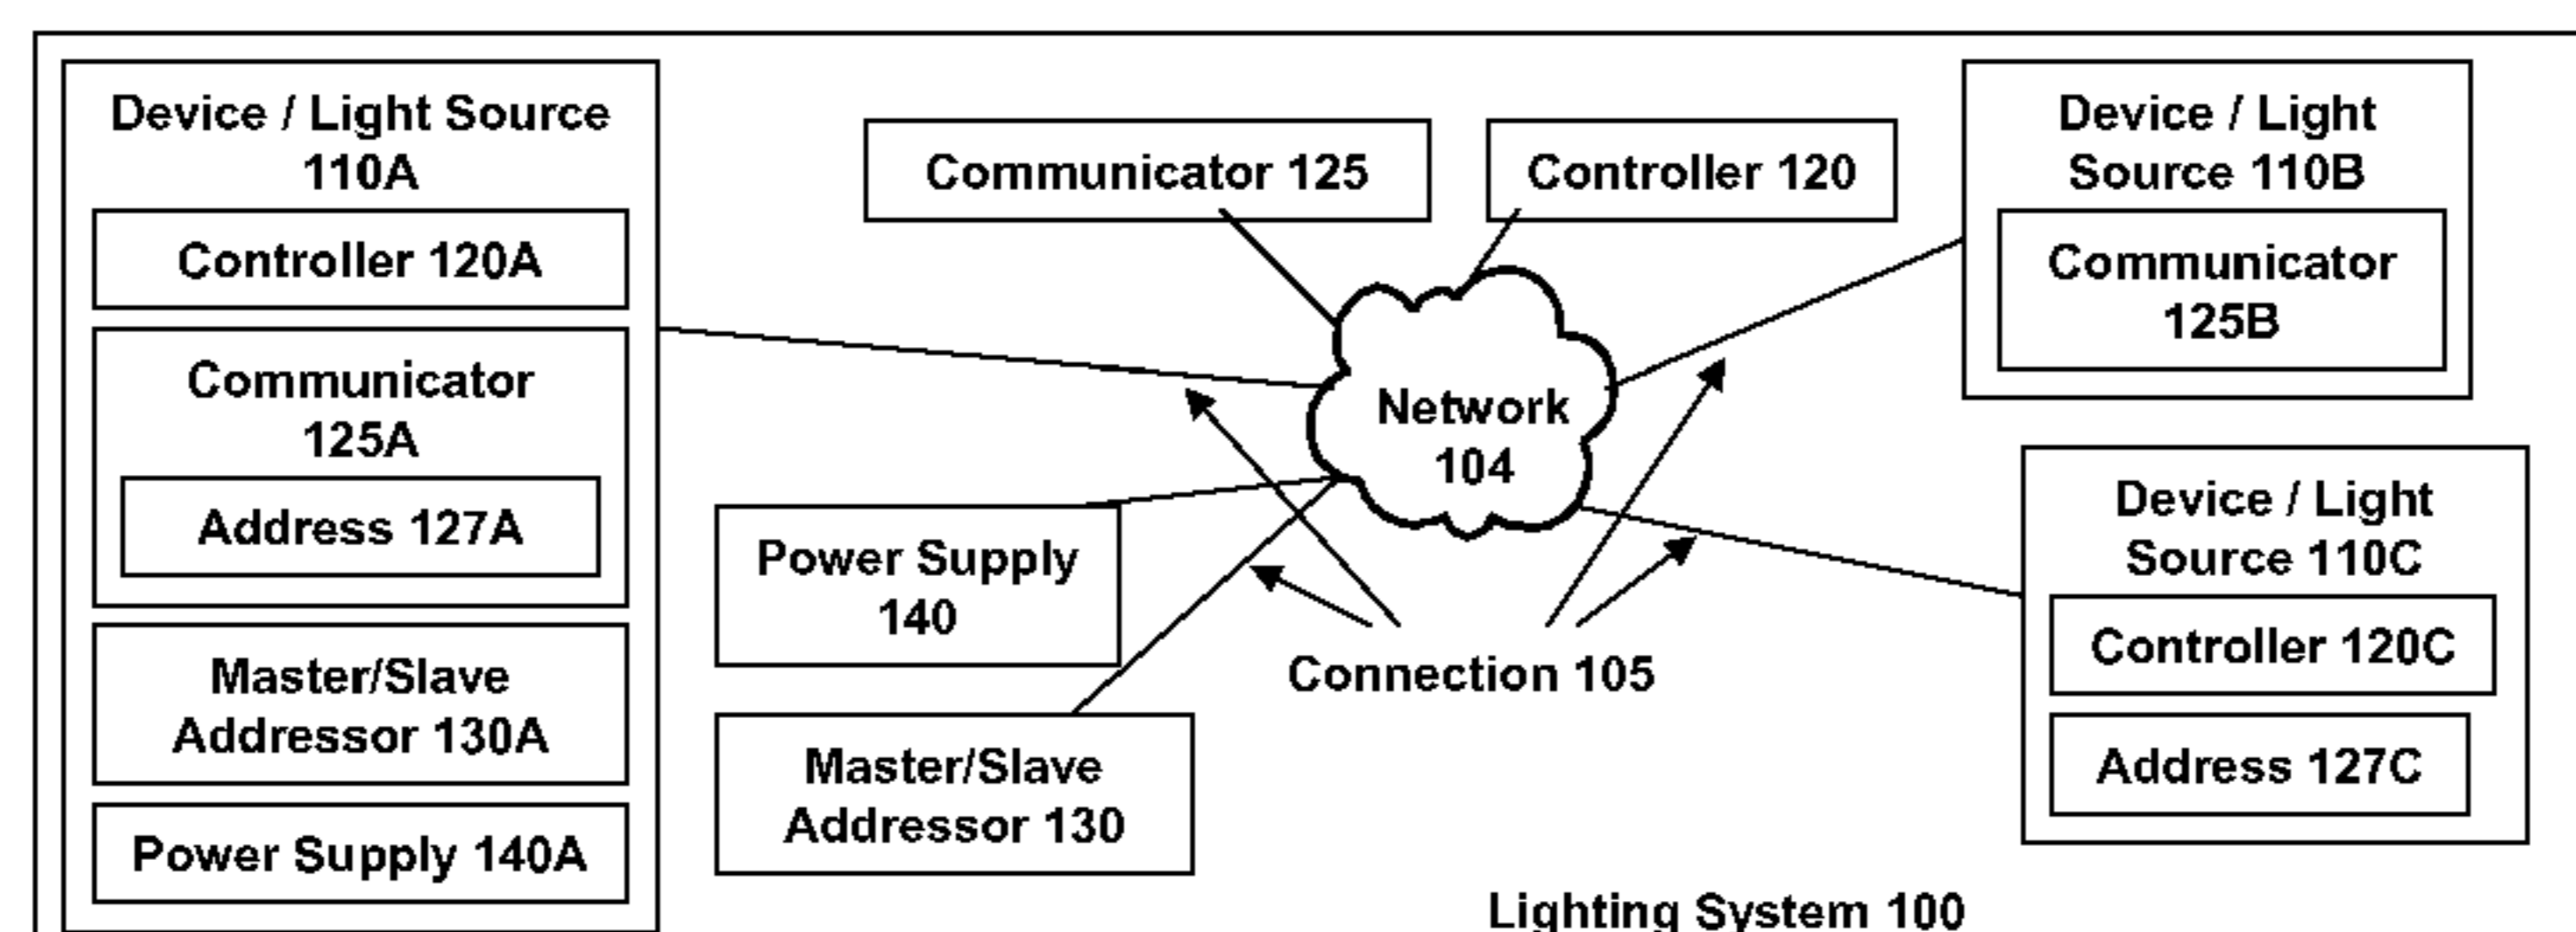 Device / Light Source
110A
Controller 120A
Communicator
125A
Address 127A
Master/Slave
Addressor 130A
Power Supply 140A
Communicator 125
Controller 120
Network
104
Power Supply
140
Master/Slave
Addressor 130
Connection 105
Device / Light
Source 110B
Communicator
125B
Device / Light
Source 110C
Controller 120C
Address 127C
Lighting System 100